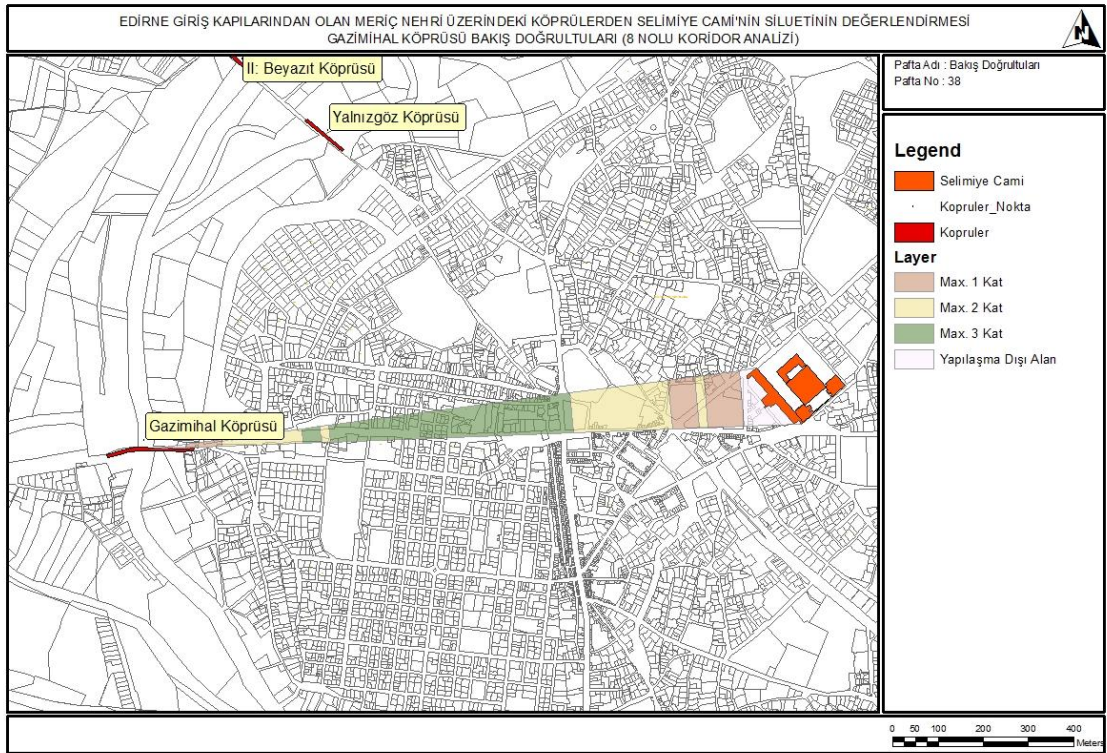 EDİRNE GİRİŞ KAPILARINDAN OLAN MERİÇ NEHRİ ÜZERİNDEKİ KÖPRÜLERDEN SELİMİYE CAMİ'NİN SİLUETİNİN DEĞERLENDİRMESİ
GAZİMİHAL KÖPRÜSÜ BAKIŞ DOĞRULTULARI (8 NOLU KORİDOR ANALİZİ)
N
Pafta Adı : Bakış Doğrultuları
Pafta No : 38
II: Beyazıt Köprüsü
Yalnızgöz Köprüsü
Gazimihal Köprüsü
Legend
Selimiye Cami
Kopruler_Nokta
Kopruler
Layer
Max. 1 Kat
Max. 2 Kat
Max. 3 Kat
Yapılaşma Dışı Alan
0 50 100 200 300 400
Meters